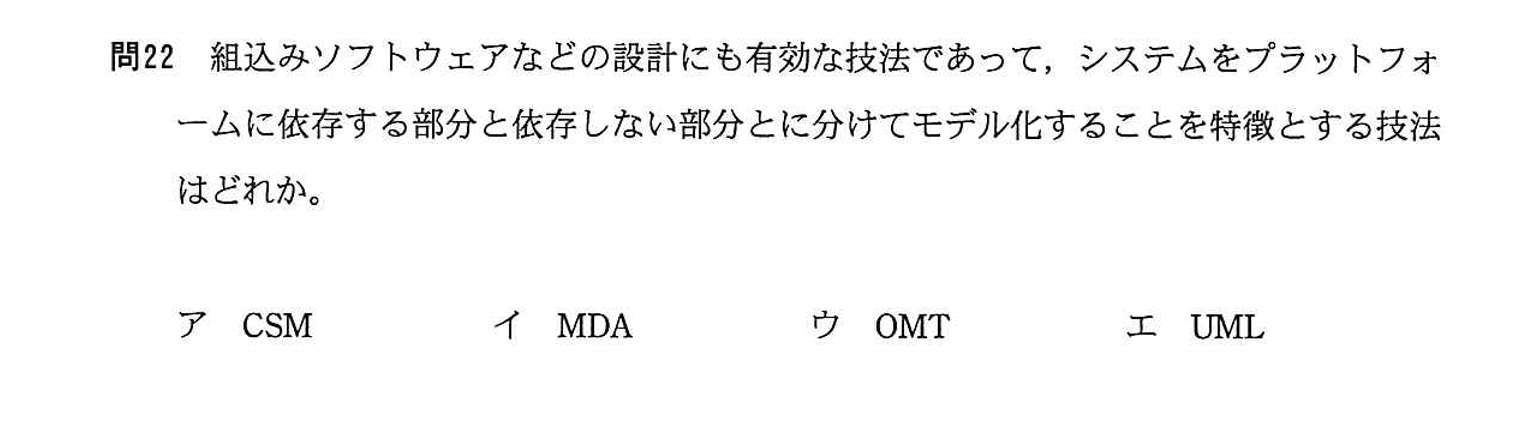 問22 組込みソフトウェアなどの設計にも有効な技法であって，システムをプラットフォ
ームに依存する部分と依存しない部分とに分けてモデル化することを特徴とする技法
はどれか。
ア CSM イ MDA ウ OMT エ UML